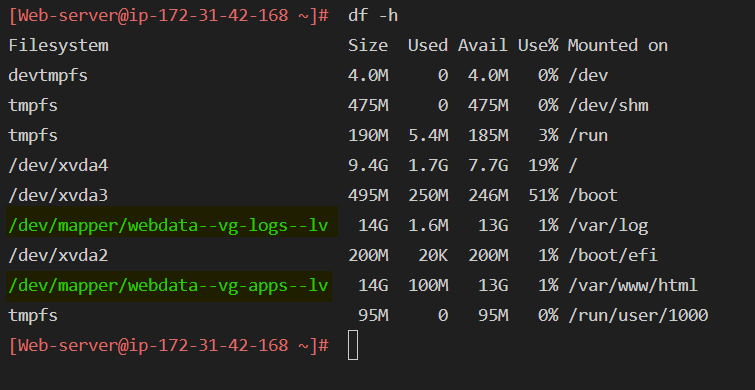 [Web-server@ip-172-31-42-168 ~]# df -h
Filesystem Size Used Avail Use% Mounted on
devtmpfs 4.0M 0 4.0M 0% /dev
tmpfs 475M 0 475M 0% /dev/shm
tmpfs 190M 5.4M 185M 3% /run
/dev/xvda4 9.4G 1.7G 7.7G 19% /
/dev/xvda3 495M 250M 246M 51% /boot
/dev/mapper/webdata--vg-logs--lv 14G 1.6M 13G 1% /var/log
/dev/xvda2 200M 20K 200M 1% /boot/efi
/dev/mapper/webdata--vg-apps--lv 14G 100M 13G 1% /var/www/html
tmpfs 95M 0 95M 0% /run/user/1000
[Web-server@ip-172-31-42-168 ~]#